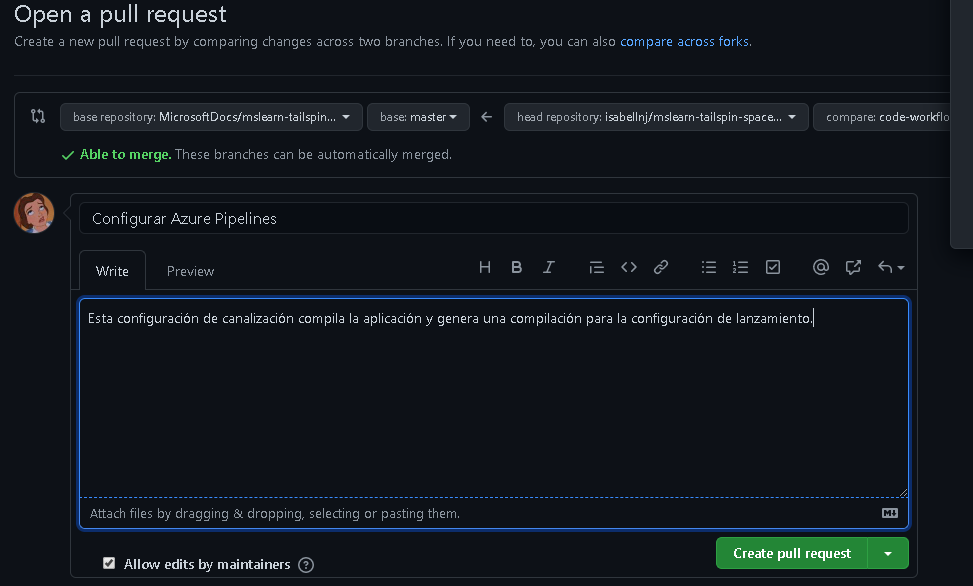 Open a pull request
Create a new pull request by comparing changes across two branches. If you need to, you can also compare across forks.
base repository: MicrosoftDocs/mslearn-tailspin... base: master head repository: isabellnj/mslearn-tailspin-space... compare: code-workflo
Able to merge. These branches can be automatically merged.
Configurar Azure Pipelines
Write Preview H B I @
Esta configuración de canalización compila la aplicación y genera una compilación para la configuración de lanzamiento.
Attach files by dragging & dropping, selecting or pasting them.
Allow edits by maintainers ?
Create pull request